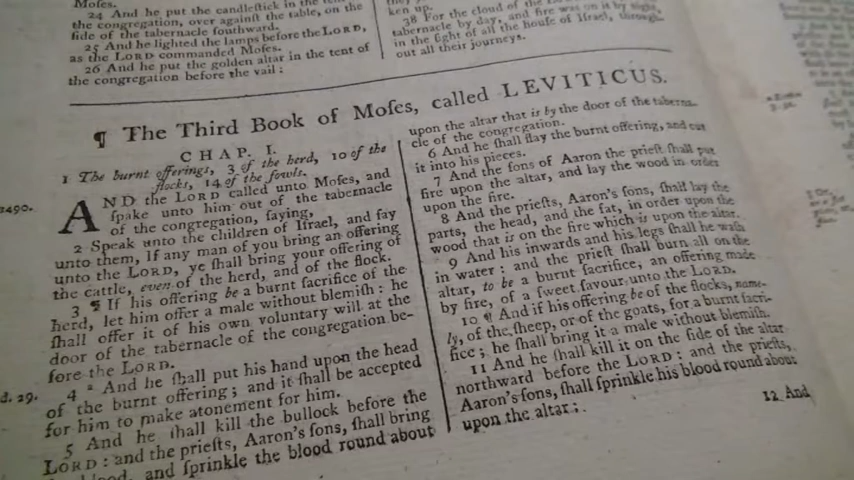 Moſes.
24 And he put the candleſtick in the tent of
the congregation, over againſt the table, on the
ſide of the tabernacle ſouthward.
25 And he lighted the lamps before the LORD,
as the LORD commanded Moſes.
26 And he put the golden altar in the tent of
the congregation before the vail:
ken up.
38 For the cloud of the LORD was upon the
tabernacle by day, and fire was on it by night,
in the ſight of all the houſe of Iſrael, through-
out all their journeys.
¶ The Third Book of Moſes, called LEVITICUS.
CHAP. I.
1 The burnt offerings, 3 of the herd, 10 of the
flocks, 14 of the fowls.
AND the LORD called unto Moſes, and
ſpake unto him out of the tabernacle
of the congregation, ſaying,
2 Speak unto the children of Iſrael, and ſay
unto them, If any man of you bring an offering
unto the LORD, ye ſhall bring your offering of
the cattle, even of the herd, and of the flock.
3 ¶ If his offering be a burnt ſacrifice of the
herd, let him offer a male without blemiſh: he
ſhall offer it of his own voluntary will at the
door of the tabernacle of the congregation be-
fore the LORD.
4 And he ſhall put his hand upon the head
of the burnt offering; and it ſhall be accepted
for him to make atonement for him.
5 And he ſhall kill the bullock before the
LORD: and the prieſts, Aaron's ſons, ſhall bring
blood, and ſprinkle the blood round about
upon the altar that is by the door of the taberna-
cle of the congregation.
6 And he ſhall flay the burnt offering, and cut
it into his pieces.
7 And the ſons of Aaron the prieſt ſhall put
fire upon the altar, and lay the wood in order
upon the fire.
8 And the prieſts, Aaron's ſons, ſhall lay the
parts, the head, and the fat, in order upon the
wood that is on the fire which is upon the altar.
9 And his inwards and his legs ſhall he waſh
in water: and the prieſt ſhall burn all on the
altar, to be a burnt ſacrifice, an offering made
by fire, of a ſweet ſavour unto the LORD.
10 ¶ And if his offering be of the flocks, name-
ly, of the ſheep, or of the goats, for a burnt ſacri-
fice; he ſhall bring it a male without blemiſh.
11 And he ſhall kill it on the ſide of the altar
northward before the LORD: and the prieſts,
Aaron's ſons, ſhall ſprinkle his blood round about
upon the altar:
12 And
1490.
d. 29.